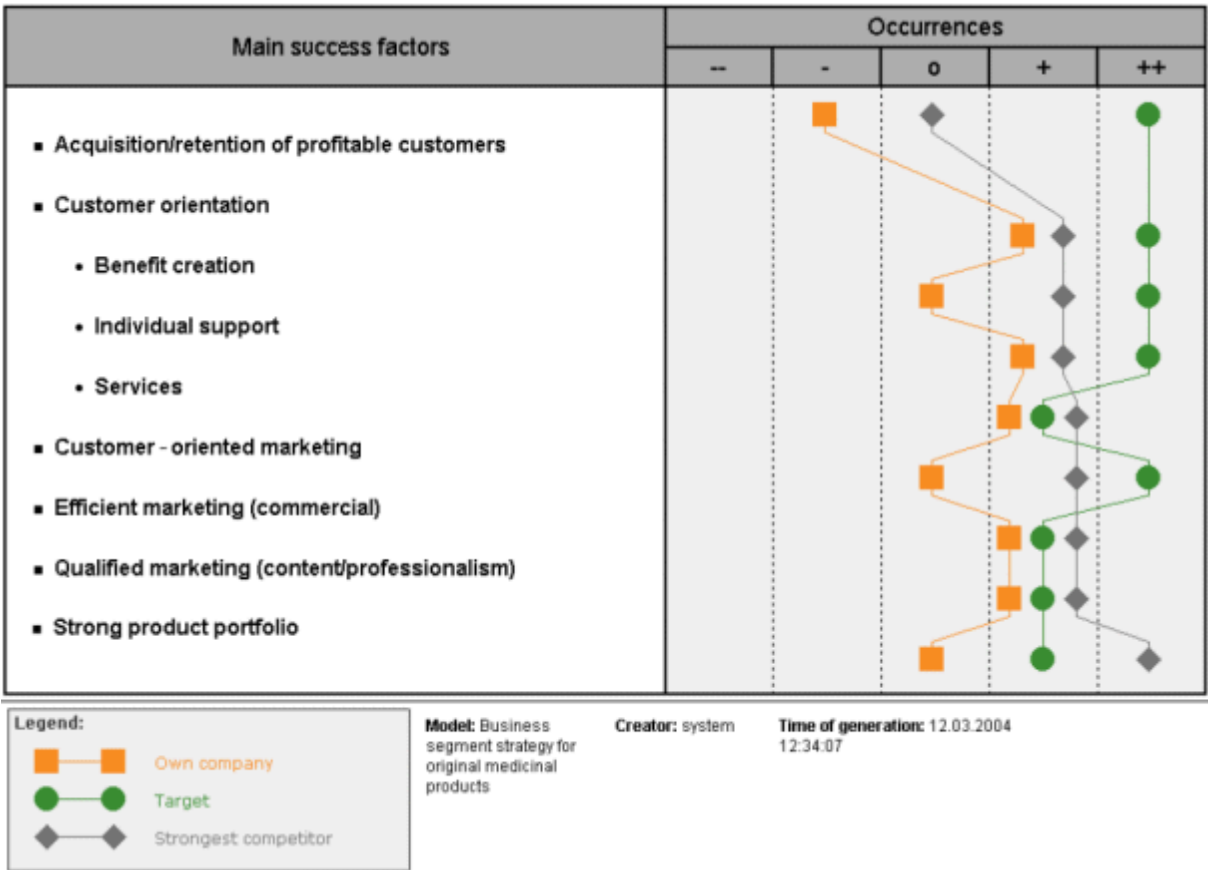 Main success factors
Occurrences
-- - o + ++
▪ Acquisition/retention of profitable customers
▪ Customer orientation
• Benefit creation
• Individual support
• Services
▪ Customer - oriented marketing
▪ Efficient marketing (commercial)
▪ Qualified marketing (content/professionalism)
▪ Strong product portfolio
Legend:
Own company
Target
Strongest competitor
Model: Business
segment strategy for
original medicinal
products
Creator: system
Time of generation: 12.03.2004
12:34:07